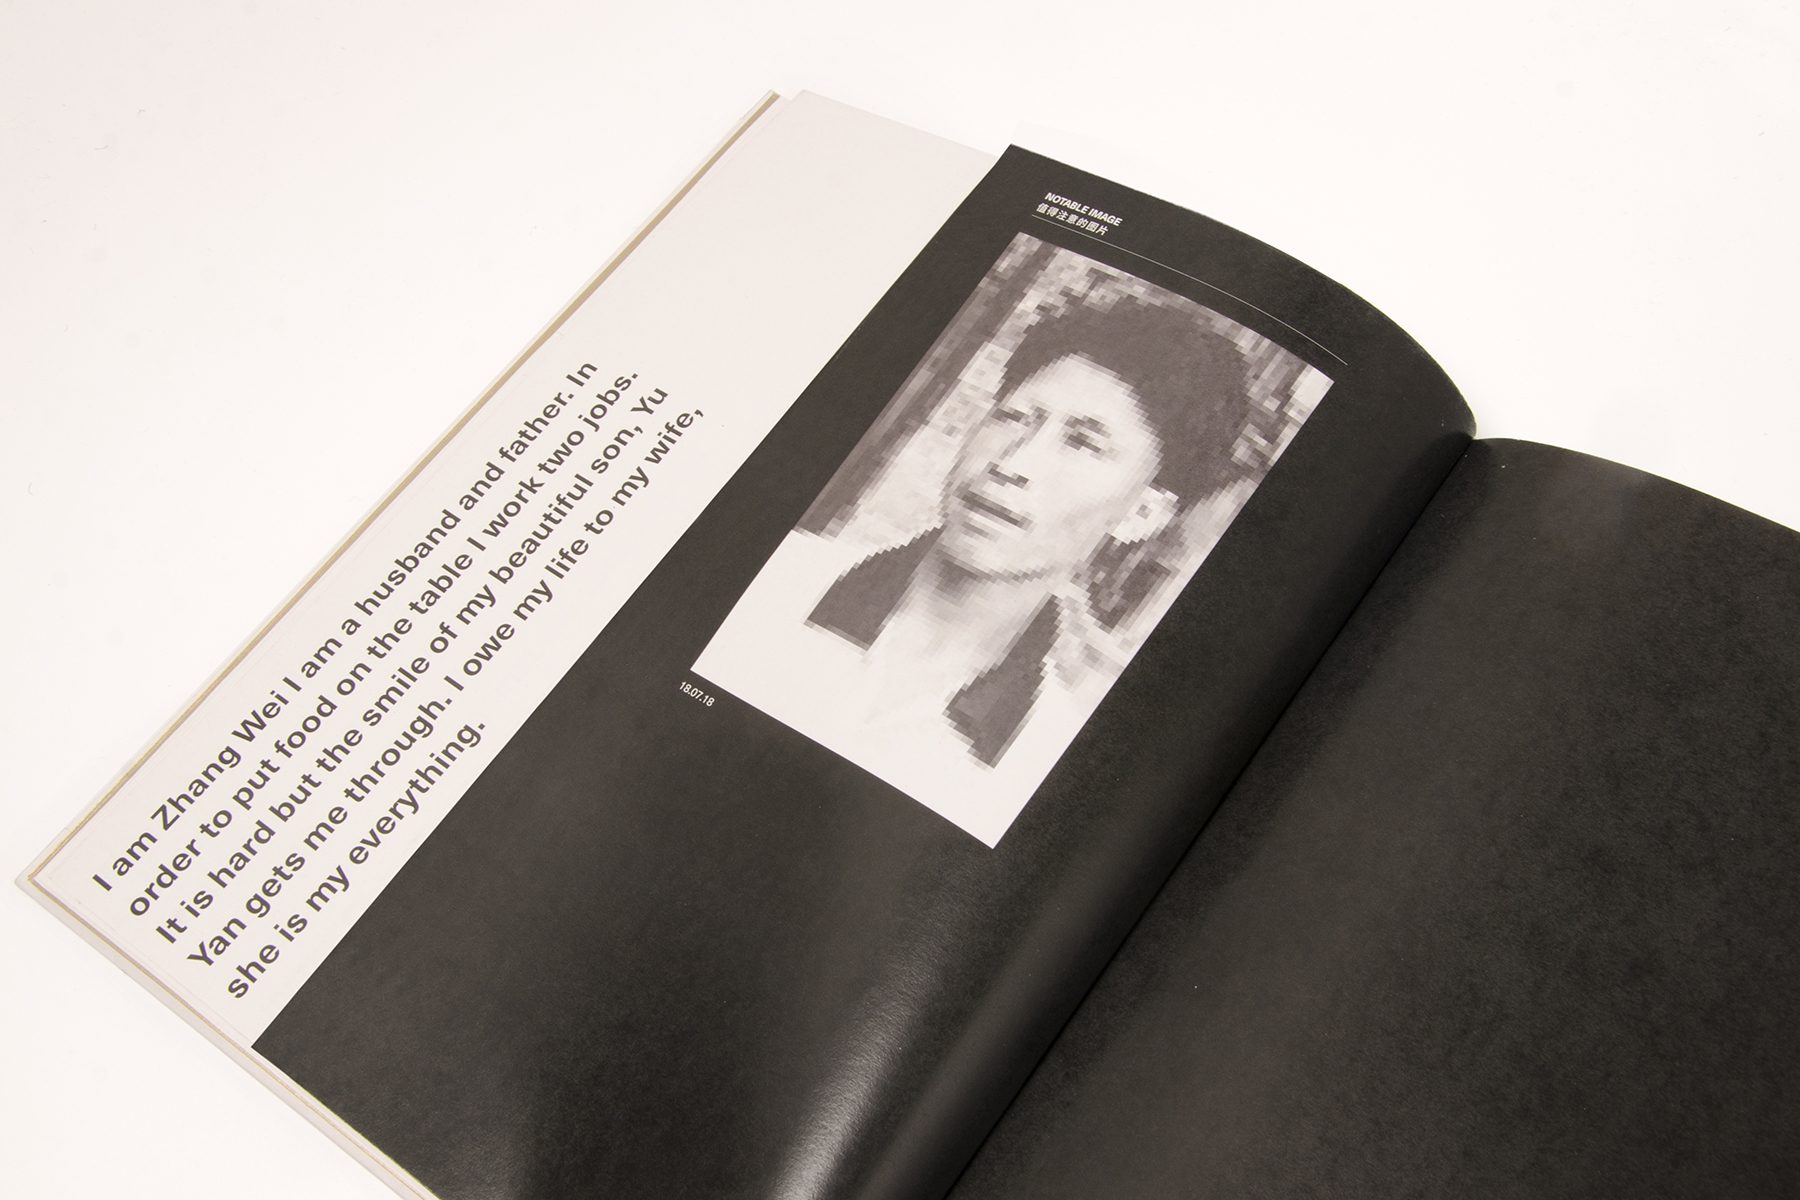 I am Zhang Wei I am a husband and father. In
order to put food on the table I work two jobs.
It is hard but the smile of my beautiful son, Yu
Yan gets me through. I owe my life to my wife,
she is my everything.
NOTABLE IMAGE
值得注意的图片
18.07.18